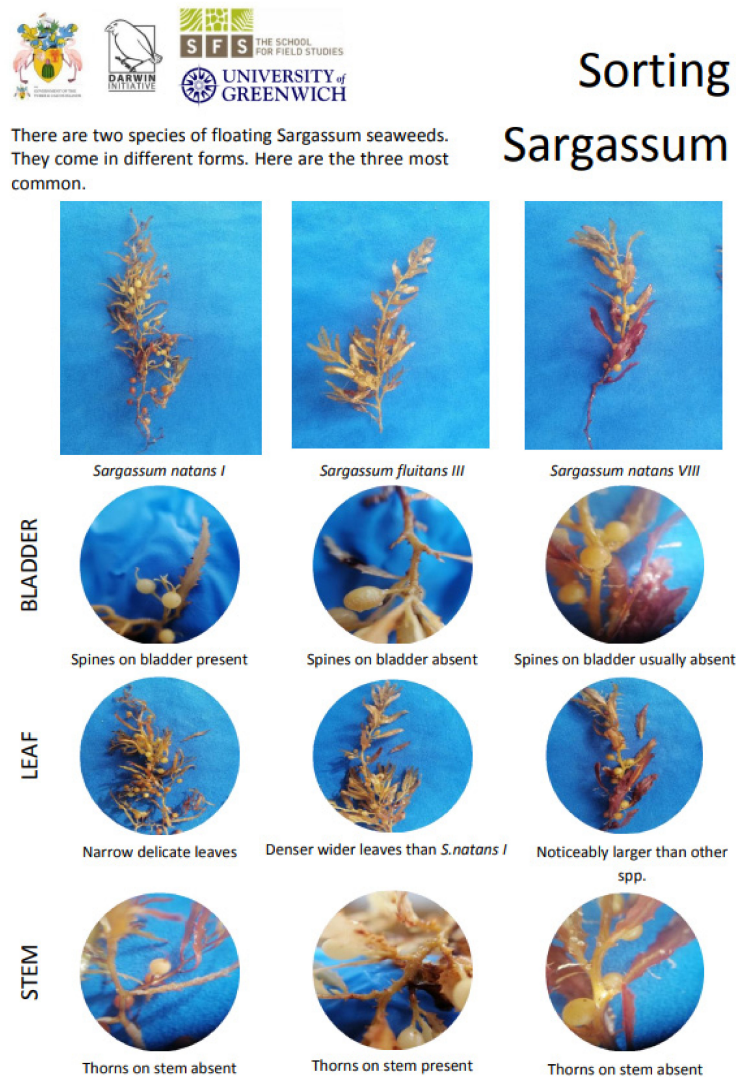 DARWIN
INITIATIVE
SFS THE SCHOOL
FOR FIELD STUDIES
UNIVERSITY of
GREENWICH
Sorting
Sargassum
There are two species of floating Sargassum seaweeds.
They come in different forms. Here are the three most
common.
Sargassum natans I
Sargassum fluitans III
Sargassum natans VIII
BLADDER
Spines on bladder present
Spines on bladder absent
Spines on bladder usually absent
LEAF
Narrow delicate leaves
Denser wider leaves than S.natans I
Noticeably larger than other
spp.
STEM
Thorns on stem absent
Thorns on stem present
Thorns on stem absent